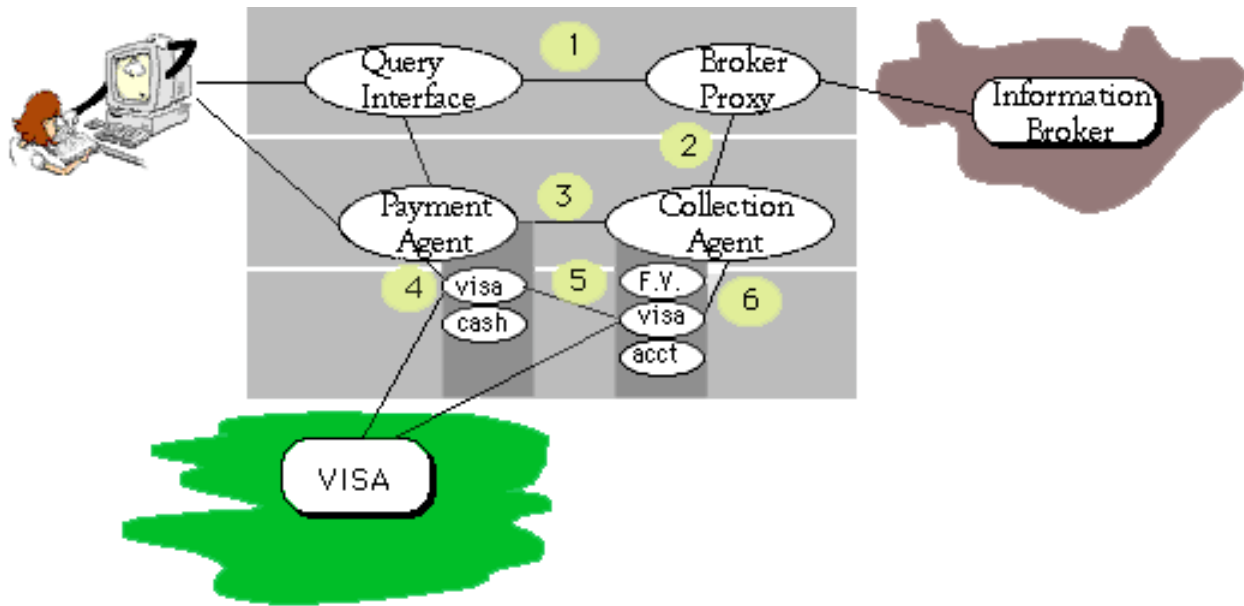 1
Query
Interface
Broker
Proxy
Information
Broker
2
Payment
Agent
3
Collection
Agent
4
visa
cash
5
F.V.
visa
acct
6
VISA